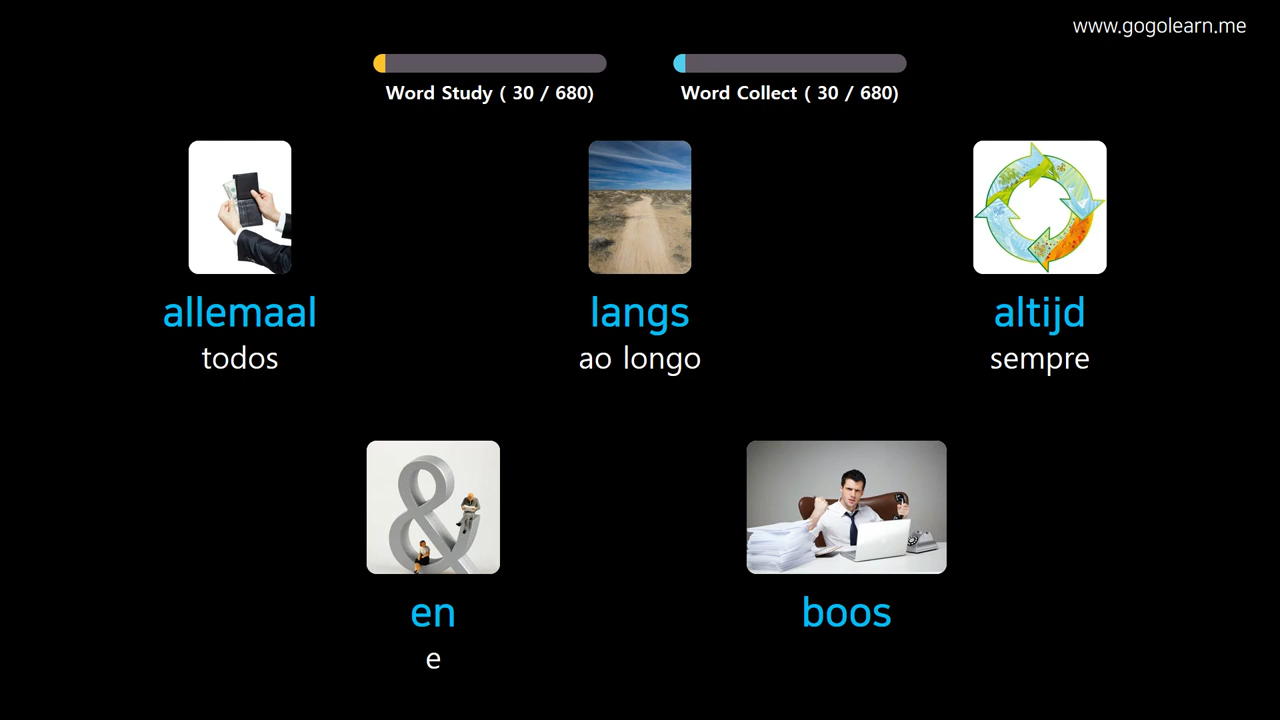 www.gogolearn.me
Word Study ( 30 / 680)
Word Collect ( 30 / 680)
allemaal
todos
langs
ao longo
altijd
sempre
en
e
boos